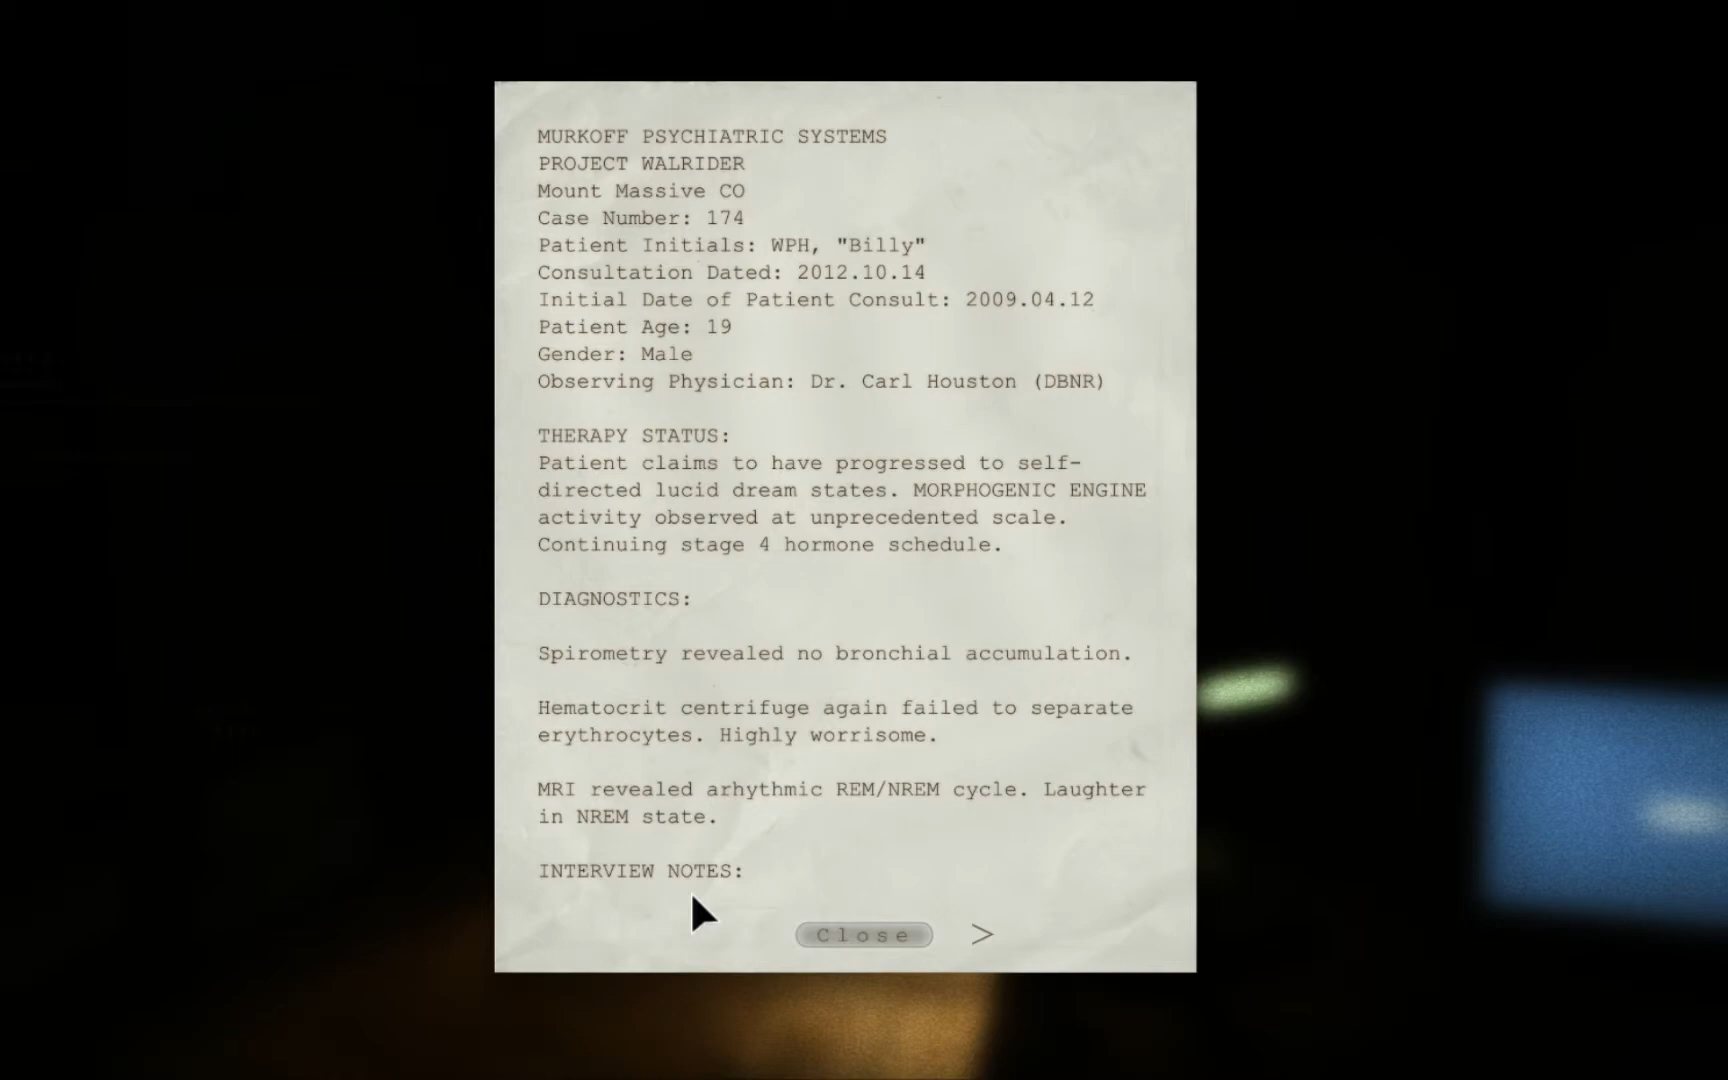 MURKOFF PSYCHIATRIC SYSTEMS
PROJECT WALRIDER
Mount Massive CO
Case Number: 174
Patient Initials: WPH, "Billy"
Consultation Dated: 2012.10.14
Initial Date of Patient Consult: 2009.04.12
Patient Age: 19
Gender: Male
Observing Physician: Dr. Carl Houston (DBNR)
THERAPY STATUS:
Patient claims to have progressed to self-
directed lucid dream states. MORPHOGENIC ENGINE
activity observed at unprecedented scale.
Continuing stage 4 hormone schedule.
DIAGNOSTICS:
Spirometry revealed no bronchial accumulation.
Hematocrit centrifuge again failed to separate
erythrocytes. Highly worrisome.
MRI revealed arhythmic REM/NREM cycle. Laughter
in NREM state.
INTERVIEW NOTES:
Close >